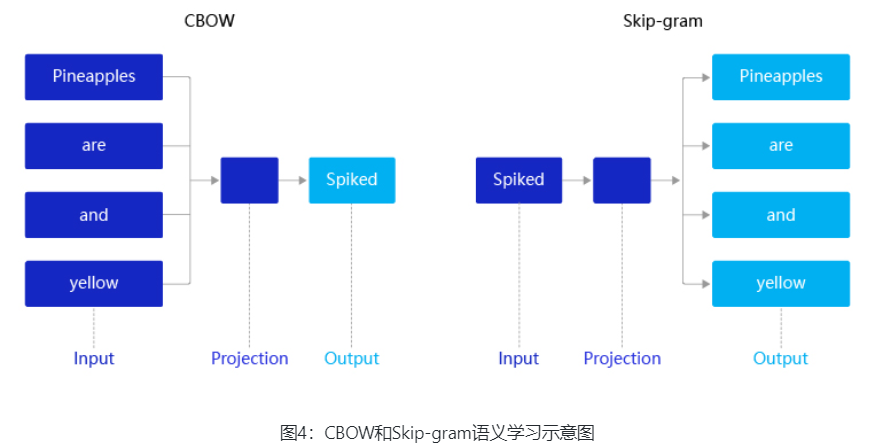 CBOW
Pineapples
are
and
yellow
Spiked
Input
Projection
Output
Skip-gram
Spiked
Pineapples
are
and
yellow
Input
Projection
Output
图4：CBOW和Skip-gram语义学习示意图